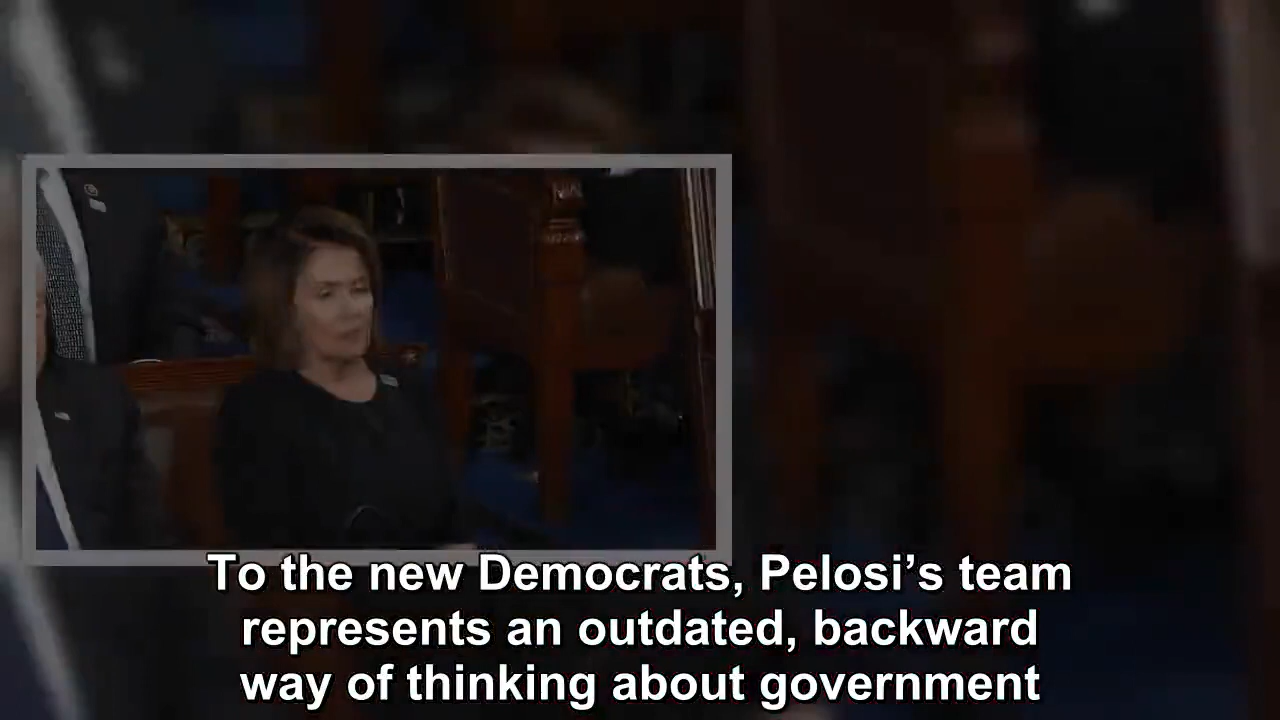 To the new Democrats, Pelosi’s team
represents an outdated, backward
way of thinking about government